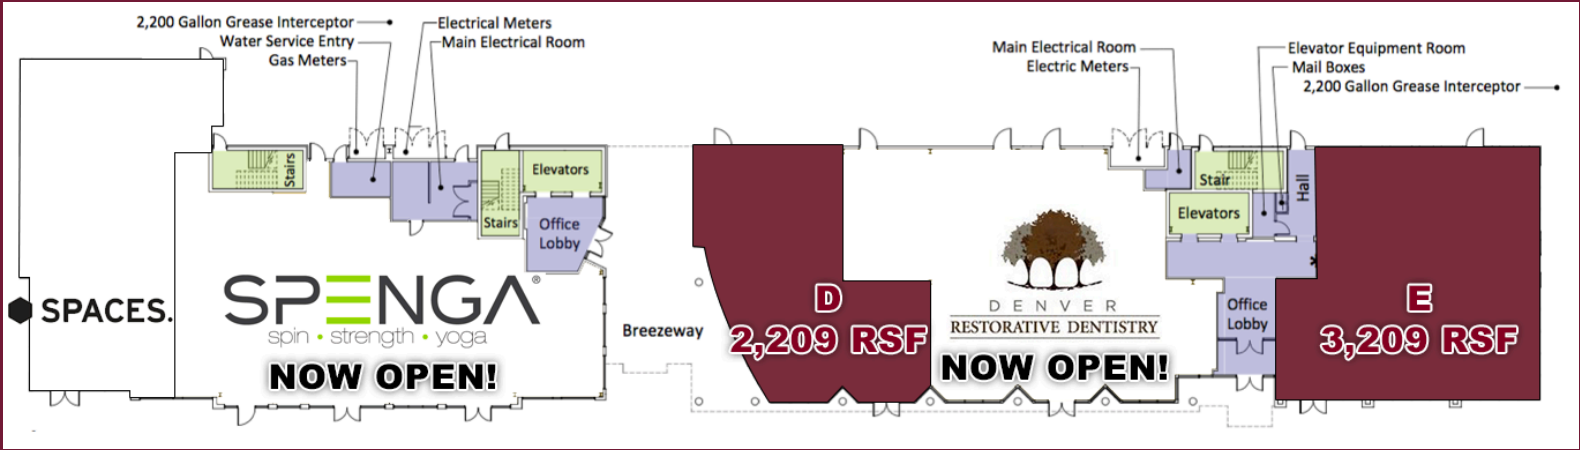 2,200 Gallon Grease Interceptor
Water Service Entry
Gas Meters
Electrical Meters
Main Electrical Room
Main Electrical Room
Electric Meters
Elevator Equipment Room
Mail Boxes
2,200 Gallon Grease Interceptor
Stairs
Stairs
Elevators
Office
Lobby
Stair
Elevators
Hall
Office
Lobby
SPACES.
SPENGA®
spin • strength • yoga
NOW OPEN!
Breezeway
D
2,209 RSF
DENVER
RESTORATIVE DENTISTRY
NOW OPEN!
E
3,209 RSF